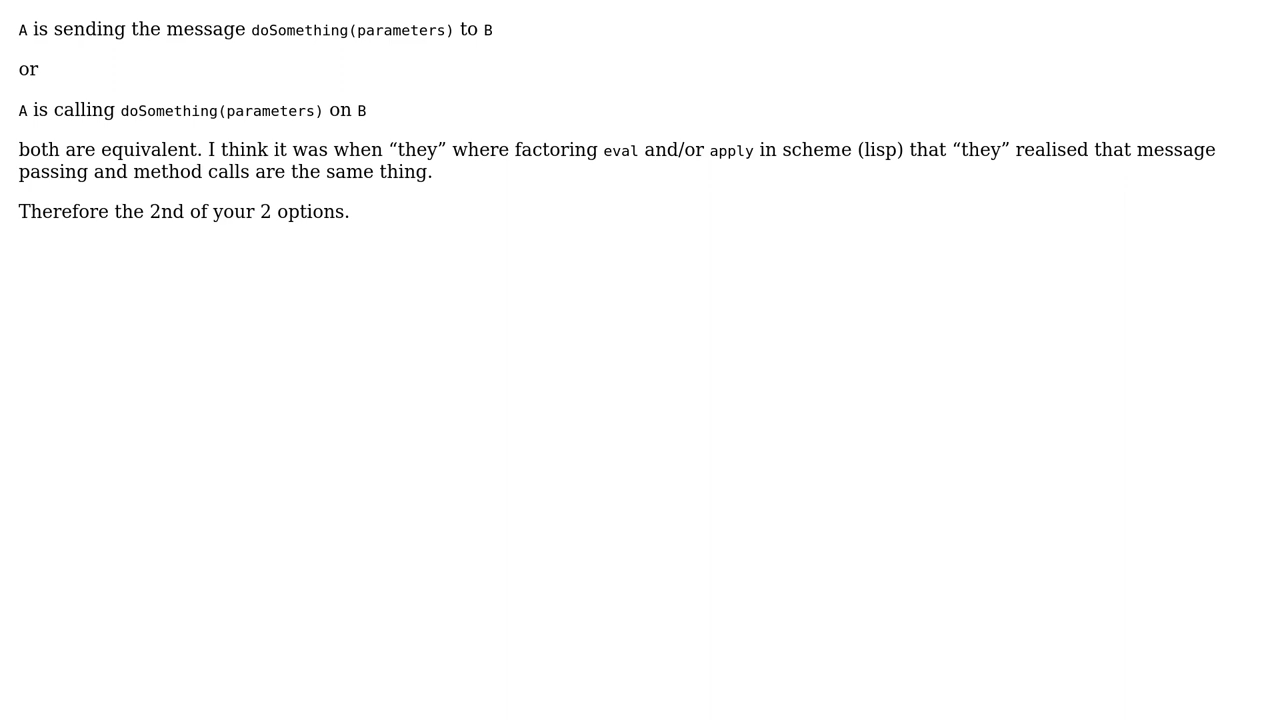 A is sending the message doSomething(parameters) to B
or
A is calling doSomething(parameters) on B
both are equivalent. I think it was when “they” where factoring eval and/or apply in scheme (lisp) that “they” realised that message
passing and method calls are the same thing.
Therefore the 2nd of your 2 options.